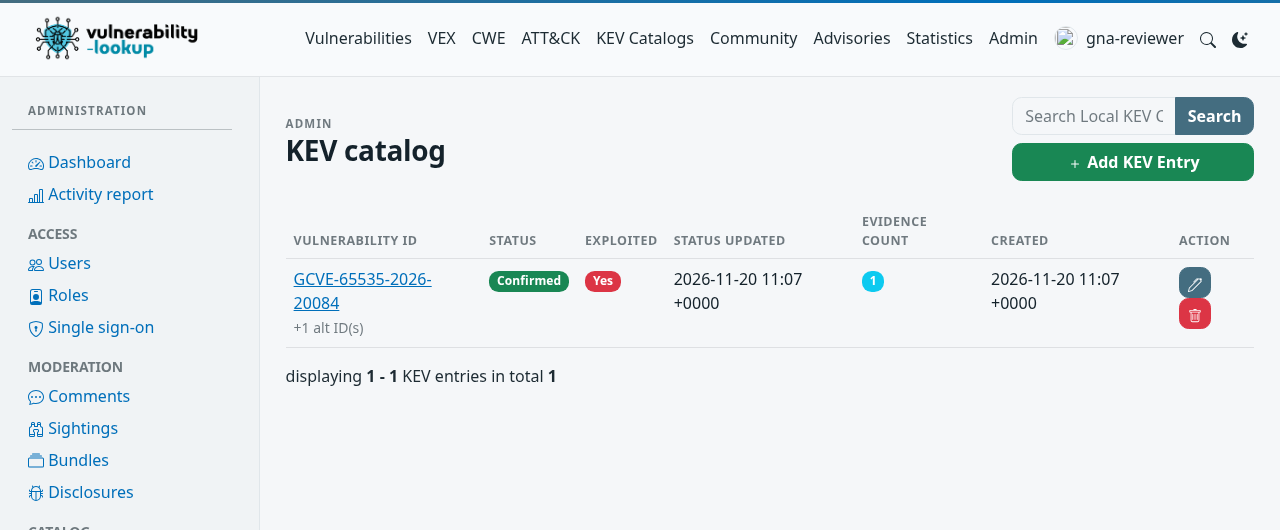 vulnerability
-lookup
Vulnerabilities VEX CWE ATT&CK KEV Catalogs Community Advisories Statistics Admin gna-reviewer
ADMINISTRATION
Dashboard
Activity report
ACCESS
Users
Roles
Single sign-on
MODERATION
Comments
Sightings
Bundles
Disclosures
ADMIN
KEV catalog
Search Local KEV C
Search
+ Add KEV Entry
VULNERABILITY ID STATUS EXPLOITED STATUS UPDATED EVIDENCE COUNT CREATED ACTION
GCVE-65535-2026-
20084
+1 alt ID(s)
Confirmed
Yes
2026-11-20 11:07
+0000
1
2026-11-20 11:07
+0000
displaying 1 - 1 KEV entries in total 1